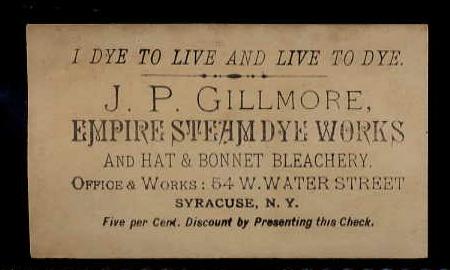 I DYE TO LIVE AND LIVE TO DYE.
J. P. GILLMORE,
EMPIRE STEAM DYE WORKS
AND HAT & BONNET BLEACHERY.
OFFICE & WORKS: 54 W. WATER STREET
SYRACUSE, N. Y.
Five per Cent. Discount by Presenting this Check.